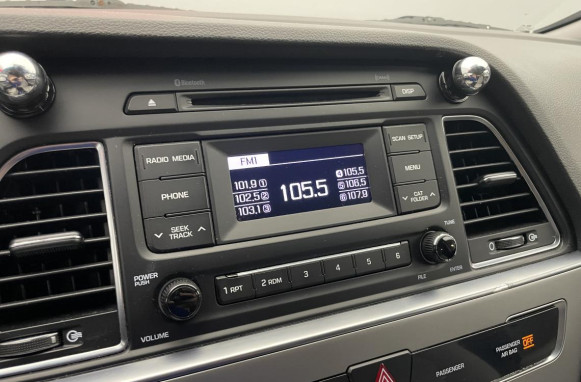 Bluetooth
DISP
RADIO MEDIA
PHONE
SEEK
TRACK
FM1
101.9 1
102.5 2
103.1 3
105.5
4 105.5
5 106.5
6 107.9
SCAN SETUP
MENU
CAT
FOLDER
POWER
PUSH
VOLUME
1 RPT
2 RDM
3
4
5
6
TUNE
FILE
ENTER
PASSENGER
PASSENGER
AIR BAG
OFF